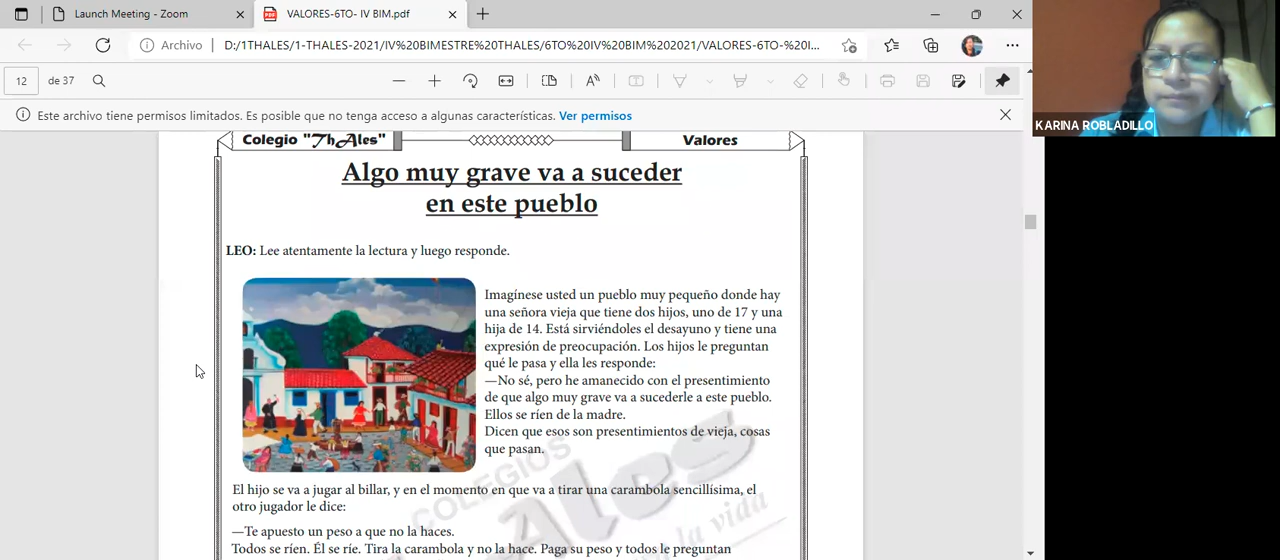 Launch Meeting - Zoom
VALORES-6TO- IV BIM.pdf
Archivo
D:/1THALES/1-THALES-2021/IV%20BIMESTRE%20THALES/6TO%20IV%20BIM%202021/VALORES-6TO-%20I...
12 de 37
Este archivo tiene permisos limitados. Es posible que no tenga acceso a algunas características. Ver permisos
KARINA ROBLADILLO
Colegio "ThAles" Valores
Algo muy grave va a suceder
en este pueblo
LEO: Lee atentamente la lectura y luego responde.
Imagínese usted un pueblo muy pequeño donde hay
una señora vieja que tiene dos hijos, uno de 17 y una
hija de 14. Está sirviéndoles el desayuno y tiene una
expresión de preocupación. Los hijos le preguntan
qué le pasa y ella les responde:
—No sé, pero he amanecido con el presentimiento
de que algo muy grave va a sucederle a este pueblo.
Ellos se ríen de la madre.
Dicen que esos son presentimientos de vieja, cosas
que pasan.
El hijo se va a jugar al billar, y en el momento en que va a tirar una carambola sencillísima, el
otro jugador le dice:
—Te apuesto un peso a que no la haces.
Todos se ríen. Él se ríe. Tira la carambola y no la hace. Paga su peso y todos le preguntan
COLEGIOS
Ales
la vida